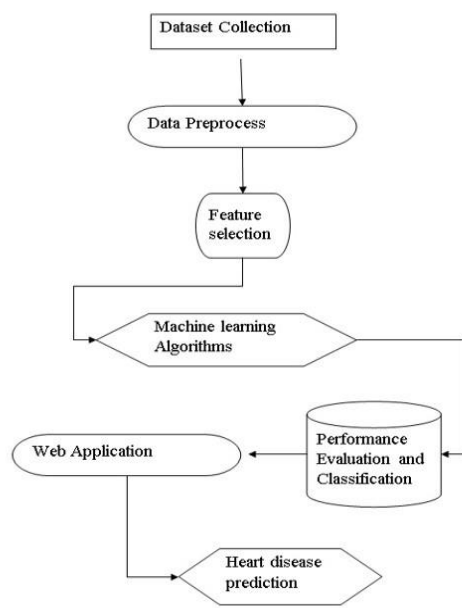 Dataset Collection
Data Preprocess
Feature
selection
Machine learning
Algorithms
Performance
Evaluation and
Classification
Web Application
Heart disease
prediction